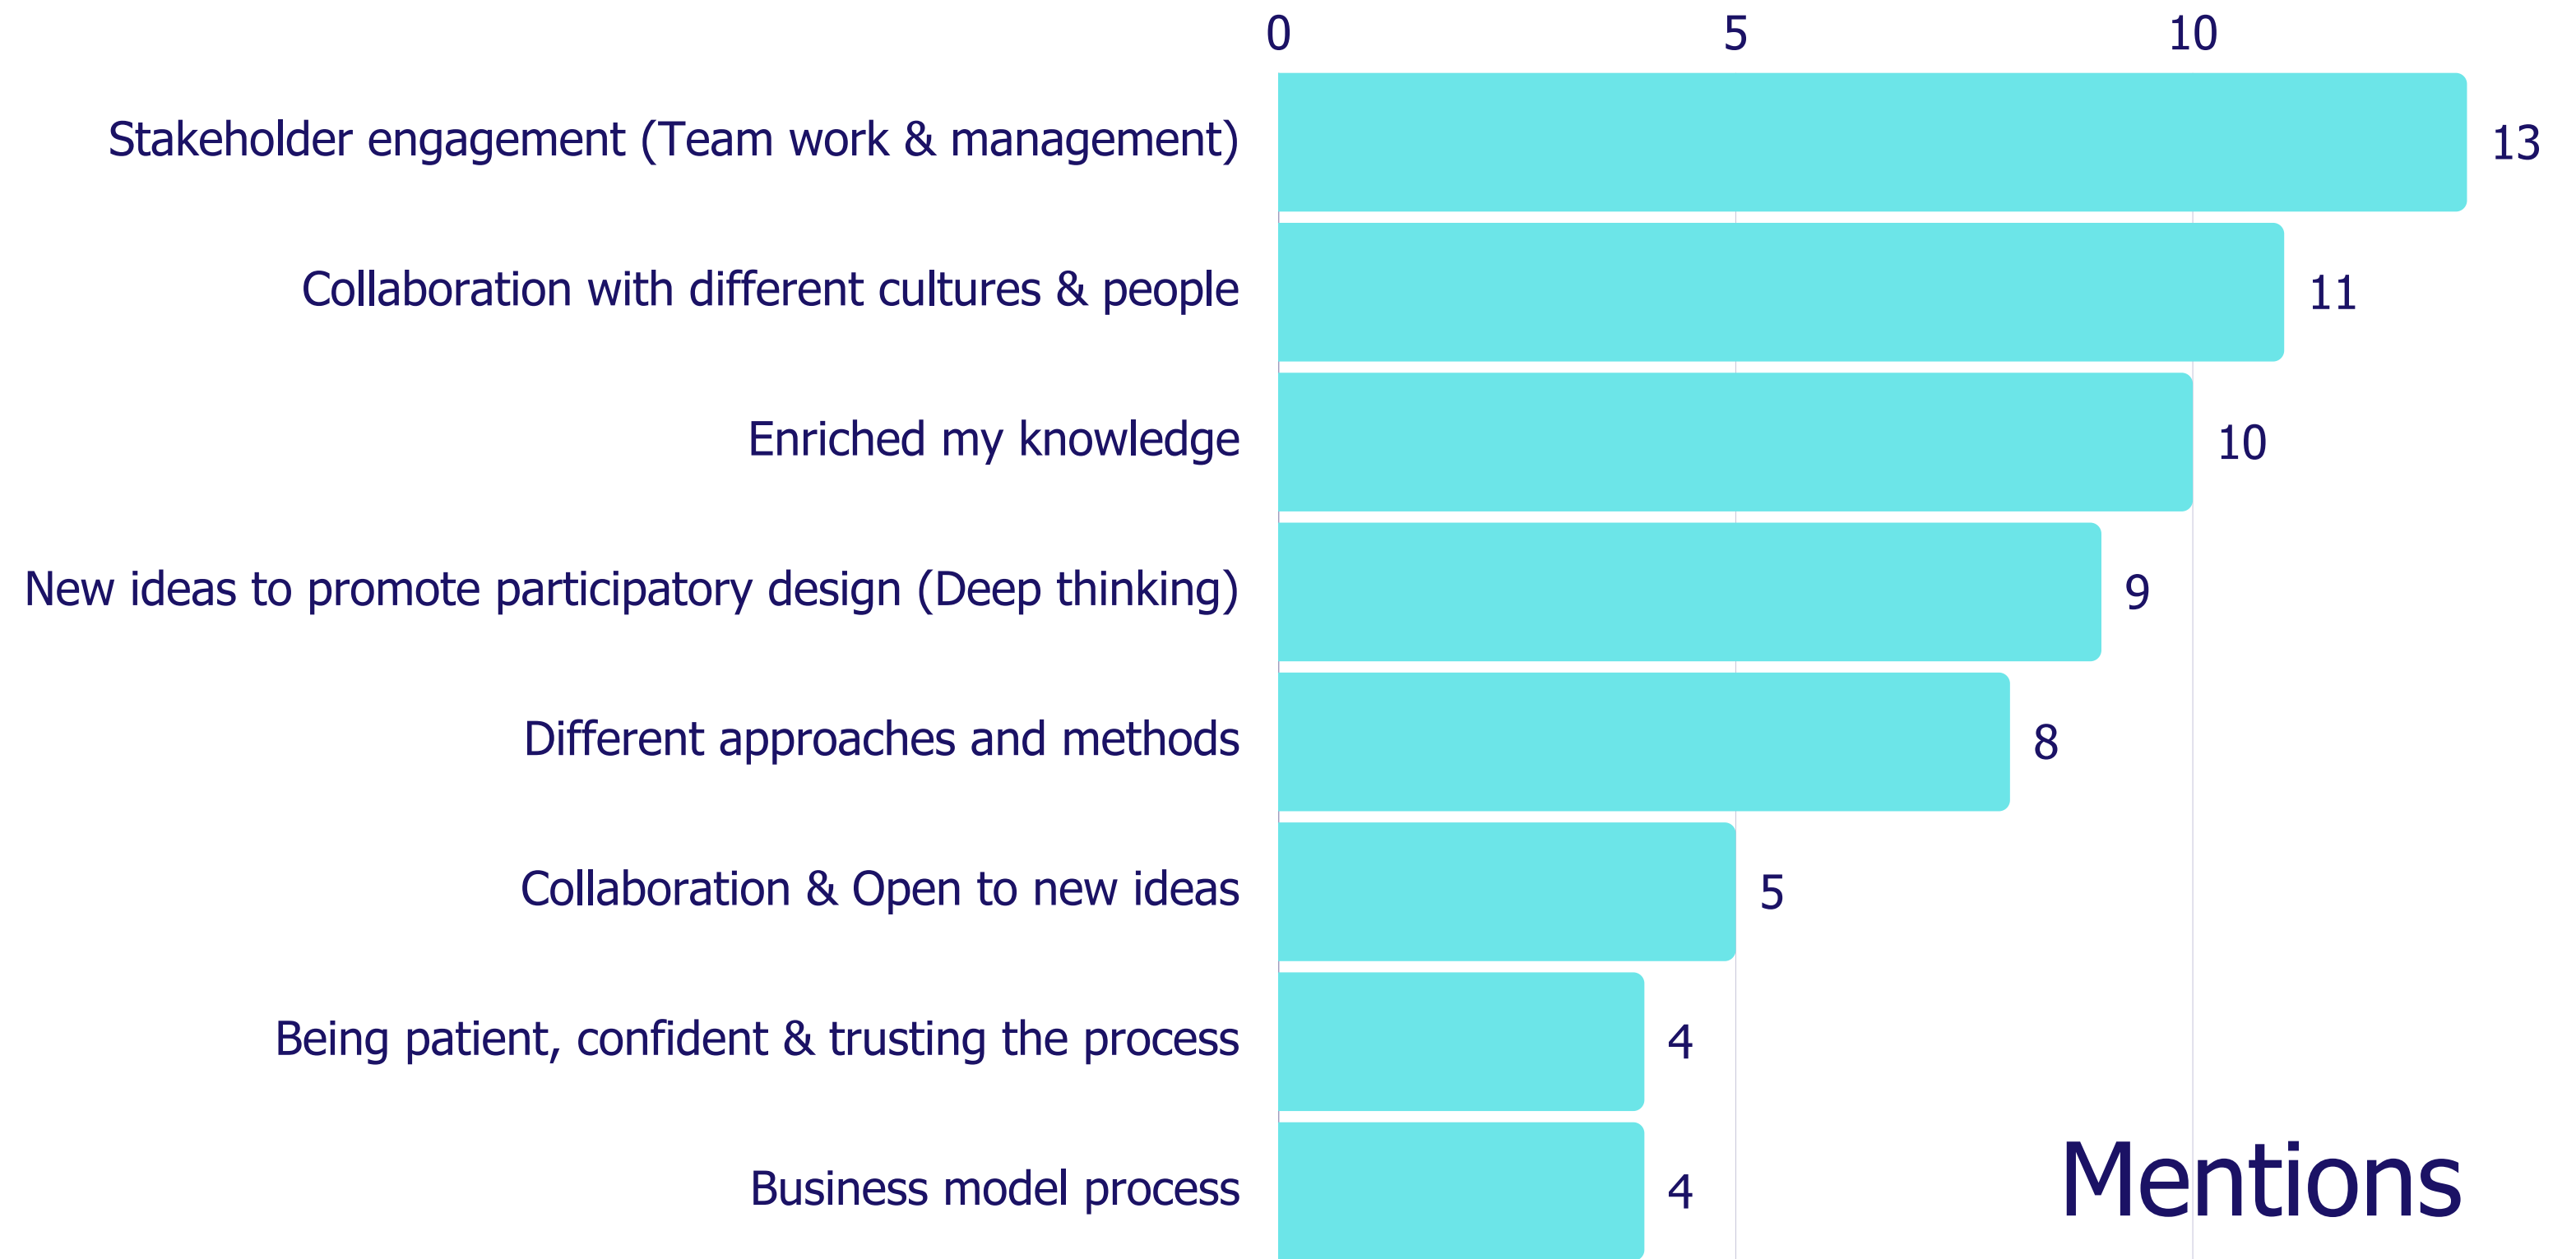 0 5 10
Stakeholder engagement (Team work & management) 13
Collaboration with different cultures & people 11
Enriched my knowledge 10
New ideas to promote participatory design (Deep thinking) 9
Different approaches and methods 8
Collaboration & Open to new ideas 5
Being patient, confident & trusting the process 4
Business model process 4
Mentions